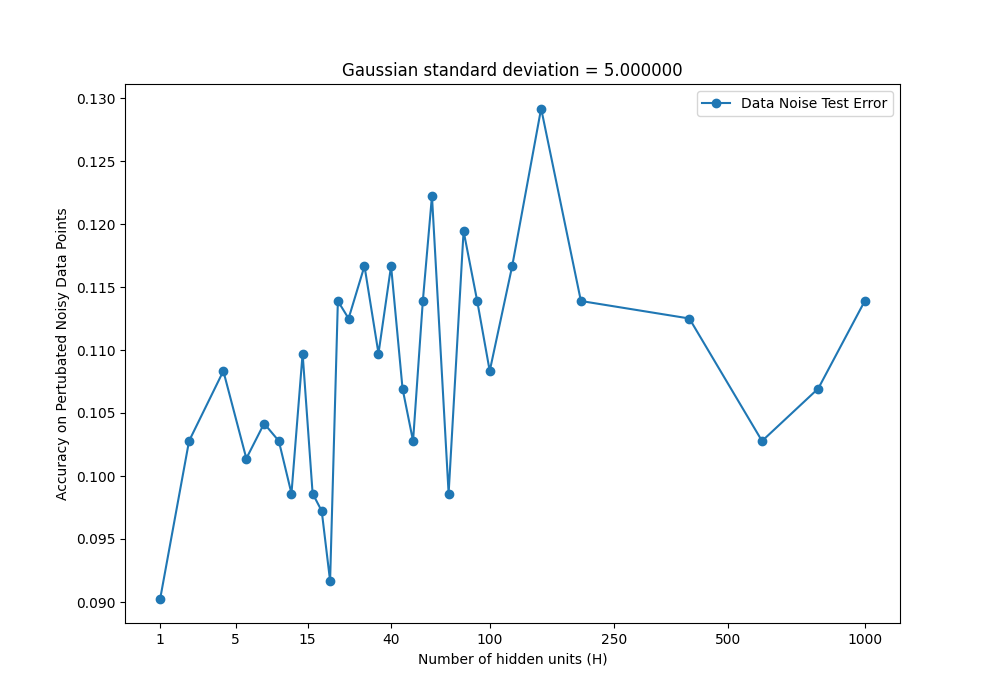 Gaussian standard deviation = 5.000000
Data Noise Test Error
Accuracy on Pertubated Noisy Data Points
0.130
0.125
0.120
0.115
0.110
0.105
0.100
0.095
0.090
1 5 15 40 100 250 500 1000
Number of hidden units (H)